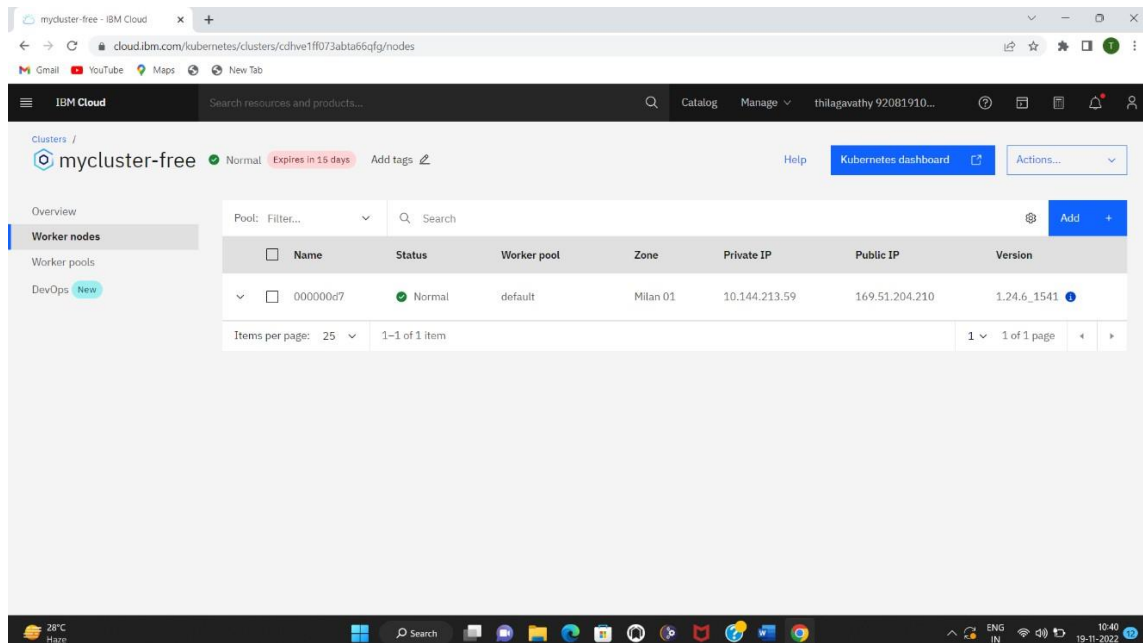 mycluster-free - IBM Cloud
cloud.ibm.com/kubernetes/clusters/cdhve1ff073abta66qfg/nodes
Gmail YouTube Maps New Tab
IBM Cloud Search resources and products... Catalog Manage thilagavathy 92081910...
Clusters /
mycluster-free Normal Expires in 15 days Add tags Help Kubernetes dashboard Actions...
Overview
Worker nodes
Worker pools
DevOps New
Pool: Filter... Search Add +
Name Status Worker pool Zone Private IP Public IP Version
000000d7 Normal default Milan 01 10.144.213.59 169.51.204.210 1.24.6_1541
Items per page: 25 1–1 of 1 item 1 1 of 1 page
28°C
Haze
Search
ENG
IN
10:40
19-11-2022